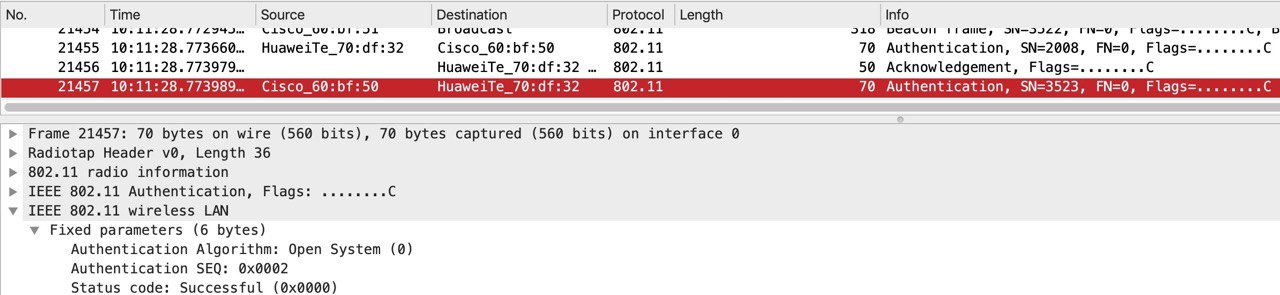 No. Time Source Destination Protocol Length Info
21454 10:11:28.772945… Cisco_60:bf:51 Broadcast 802.11 318 Beacon frame, SN=3522, FN=0, Flags=........C, B
21455 10:11:28.773660… HuaweiTe_70:df:32 Cisco_60:bf:50 802.11 70 Authentication, SN=2008, FN=0, Flags=........C
21456 10:11:28.773979… HuaweiTe_70:df:32 … 802.11 50 Acknowledgement, Flags=........C
21457 10:11:28.773989… Cisco_60:bf:50 HuaweiTe_70:df:32 802.11 70 Authentication, SN=3523, FN=0, Flags=........C
Frame 21457: 70 bytes on wire (560 bits), 70 bytes captured (560 bits) on interface 0
Radiotap Header v0, Length 36
802.11 radio information
IEEE 802.11 Authentication, Flags: ........C
IEEE 802.11 wireless LAN
Fixed parameters (6 bytes)
Authentication Algorithm: Open System (0)
Authentication SEQ: 0x0002
Status code: Successful (0x0000)